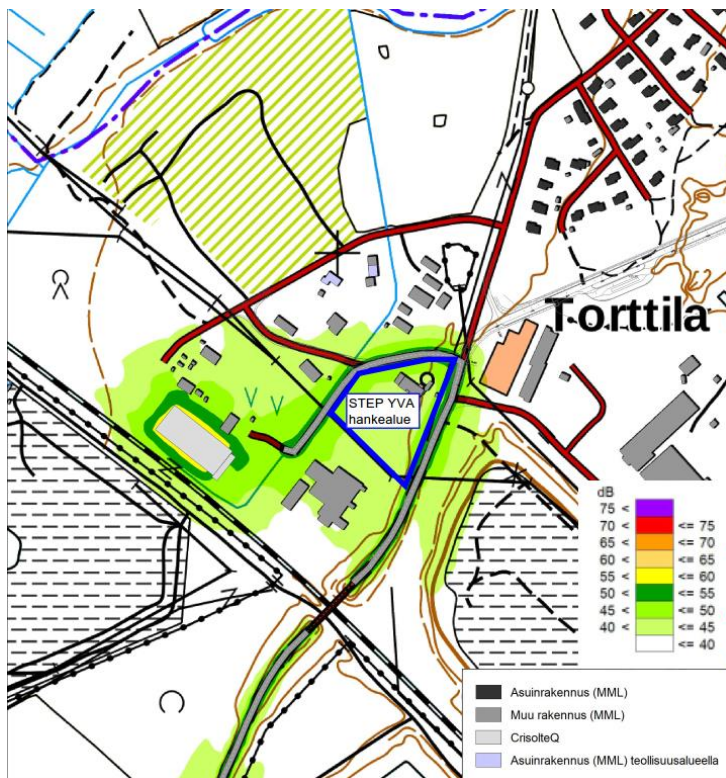 Torttila
STEP YVA
hankealue
dB
75 <
70 < <= 75
65 < <= 70
60 < <= 65
55 < <= 60
50 < <= 55
45 < <= 50
40 < <= 45
<= 40
Asuinrakennus (MML)
Muu rakennus (MML)
CrisolteQ
Asuinrakennus (MML) teollisuusalueella